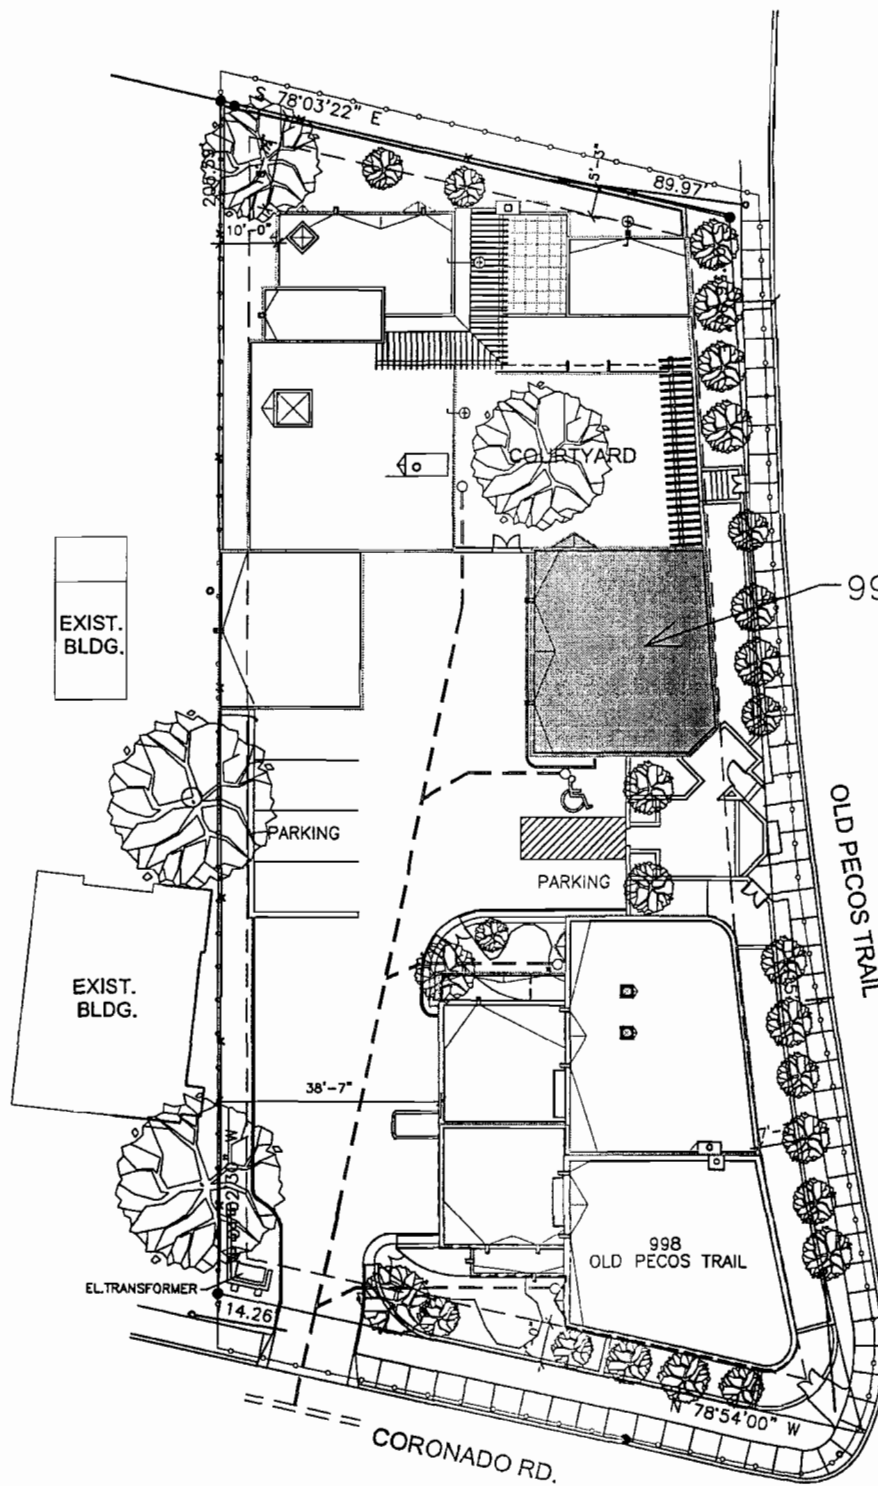 S 78°03'22" E
89.97'
10'-0"
COURTYARD
99
EXIST.
BLDG.
PARKING
PARKING
OLD PECOS TRAIL
EXIST.
BLDG.
38'-7"
998
OLD PECOS TRAIL
EL.TRANSFORMER
14.26
N 78°54'00" W
CORONADO RD.